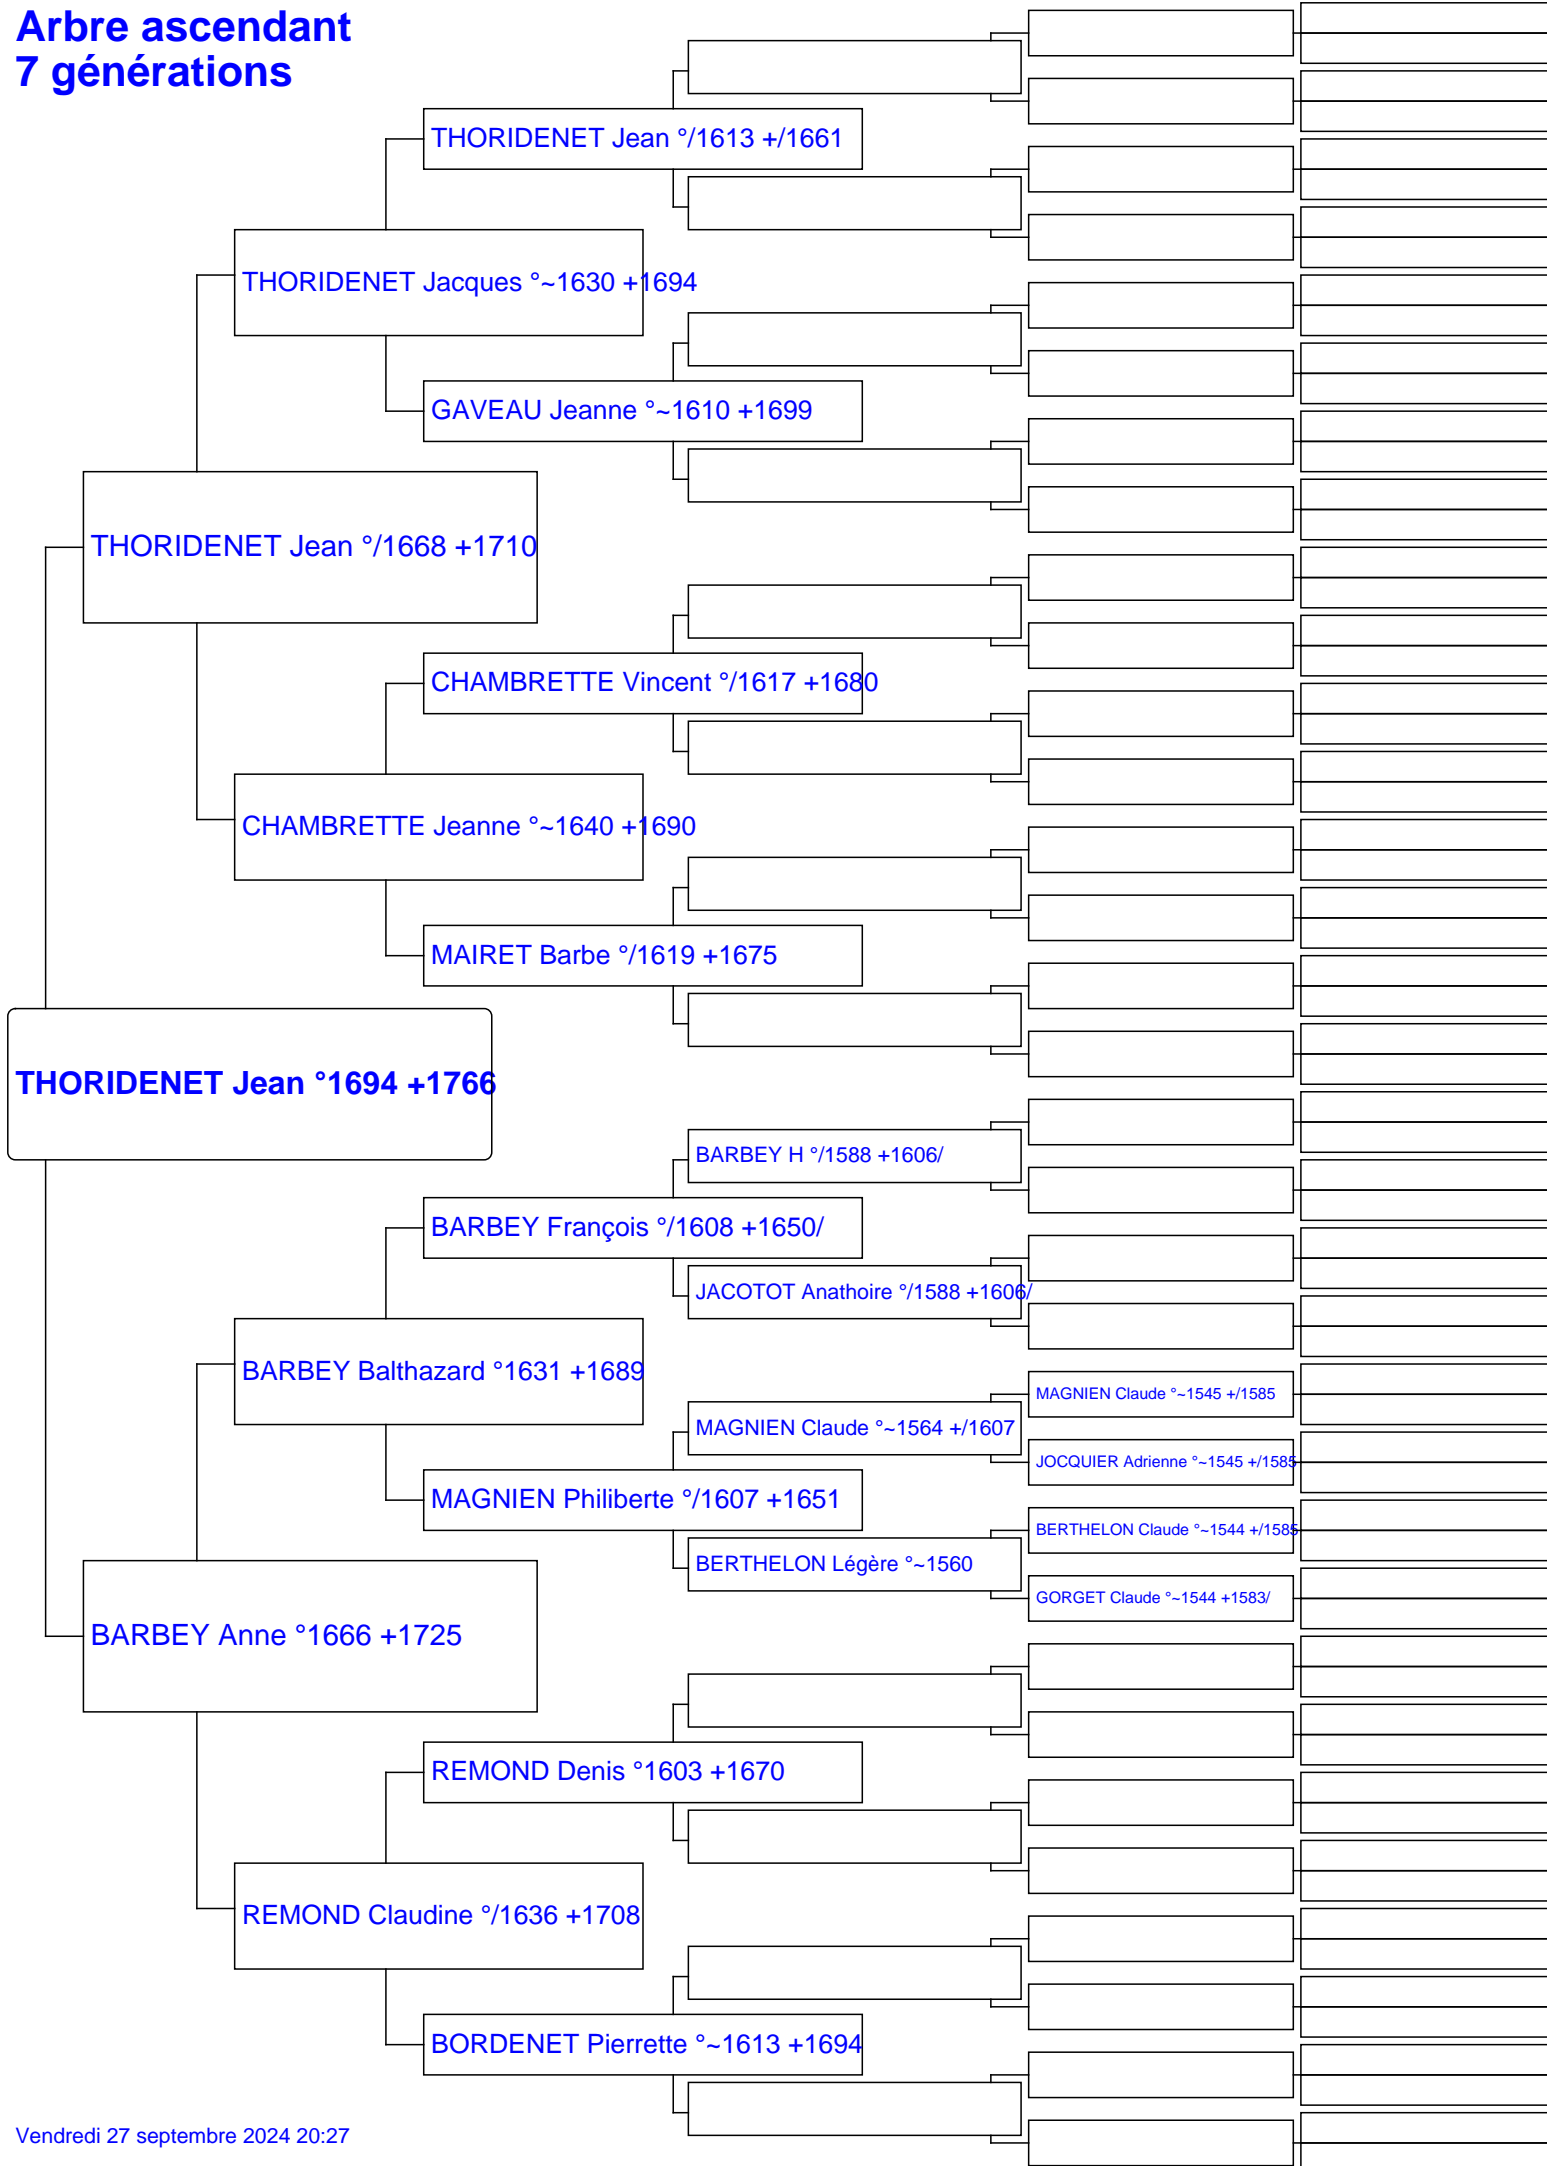 Arbre ascendant
7 générations
THORIDENET Jean °/1613 +/1661
THORIDENET Jacques °~1630 +1694
GAVEAU Jeanne °~1610 +1699
THORIDENET Jean °/1668 +1710
CHAMBRETTE Vincent °/1617 +1680
CHAMBRETTE Jeanne °~1640 +1690
MAIRET Barbe °/1619 +1675
THORIDENET Jean °1694 +1766
BARBEY H °/1588 +1606/
BARBEY François °/1608 +1650/
JACOTOT Anathoire °/1588 +1606/
BARBEY Balthazard °1631 +1689
MAGNIEN Claude °~1545 +/1585
MAGNIEN Claude °~1564 +/1607
JOCQUIER Adrienne °~1545 +/1585
MAGNIEN Philiberte °/1607 +1651
BERTHELON Claude °~1544 +/1585
BERTHELON Légère °~1560
GORGET Claude °~1544 +1583/
BARBEY Anne °1666 +1725
REMOND Denis °1603 +1670
REMOND Claudine °/1636 +1708
BORDENET Pierrette °~1613 +1694
Vendredi 27 septembre 2024 20:27